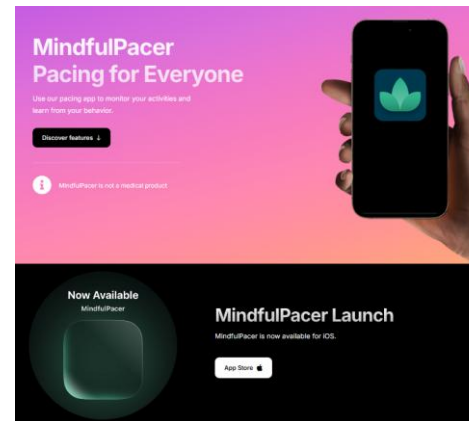 MindfulPacer
Pacing for Everyone
Use our pacing app to monitor your activities and
learn from your behavior.
Discover features ↓
MindfulPacer is not a medical product
Now Available
MindfulPacer
MindfulPacer Launch
MindfulPacer is now available for iOS.
App Store